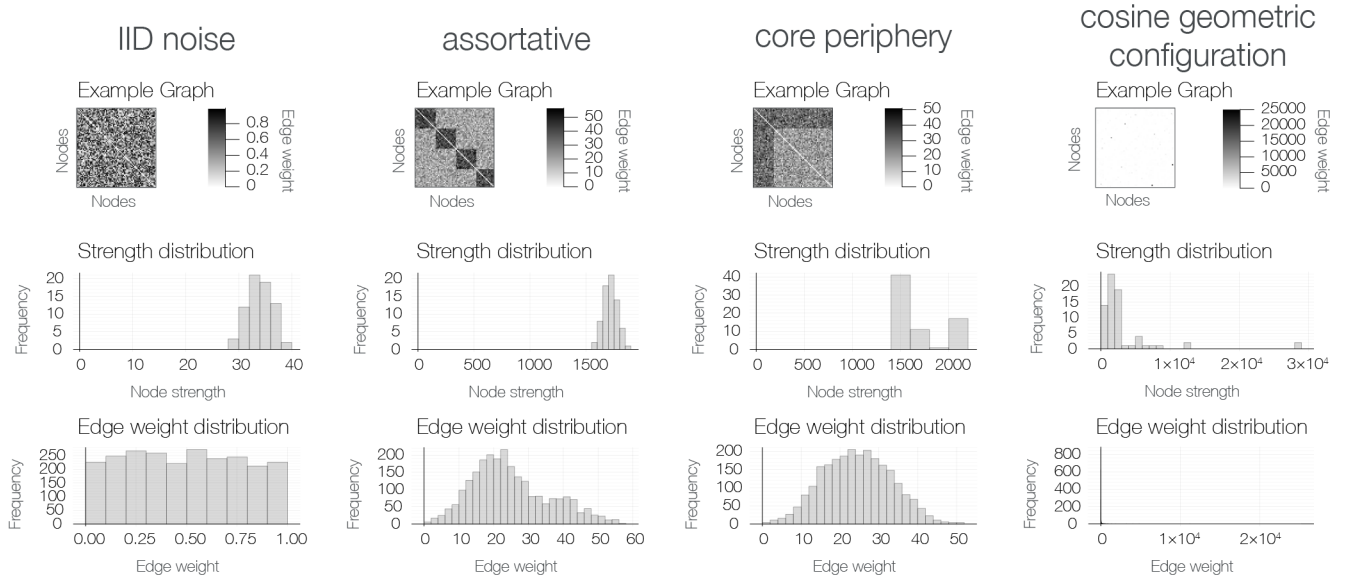 IID noise
Example Graph
Nodes
0.8
0.6
0.4
0.2
0
Edge weight
Nodes
Strength distribution
Frequency
20
15
10
5
0
0 10 20 30 40
Node strength
Edge weight distribution
Frequency
250
200
150
100
50
0
0.00 0.25 0.50 0.75 1.00
Edge weight
assortative
Example Graph
Nodes
50
40
30
20
10
0
Edge weight
Nodes
Strength distribution
Frequency
20
15
10
5
0
0 500 1000 1500
Node strength
Edge weight distribution
Frequency
200
150
100
50
0
0 10 20 30 40 50 60
Edge weight
core periphery
Example Graph
Nodes
50
40
30
20
10
0
Edge weight
Nodes
Strength distribution
Frequency
40
30
20
10
0
0 500 1000 1500 2000
Node strength
Edge weight distribution
Frequency
200
150
100
50
0
0 10 20 30 40 50
Edge weight
cosine geometric
configuration
Example Graph
Nodes
25000
20000
15000
10000
5000
0
Edge weight
Nodes
Strength distribution
Frequency
20
15
10
5
0
0 1×10⁴ 2×10⁴ 3×10⁴
Node strength
Edge weight distribution
Frequency
800
600
400
200
0
0 1×10⁴ 2×10⁴
Edge weight